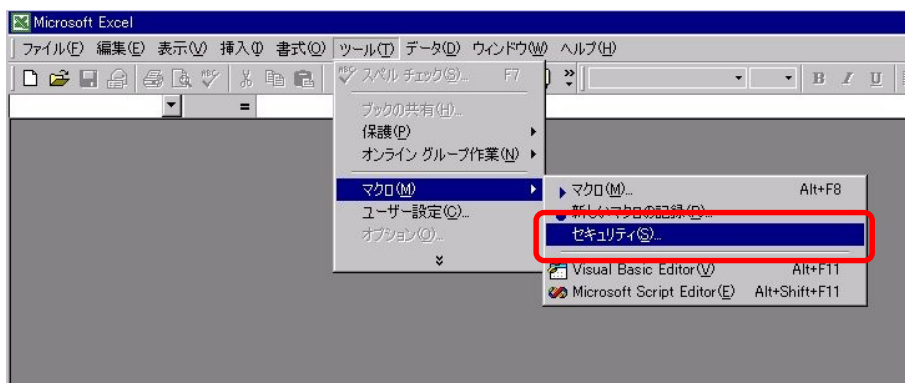 Microsoft Excel
ファイル(F) 編集(E) 表示(V) 挿入(I) 書式(O) ツール(T) データ(D) ウィンドウ(W) ヘルプ(H)
B I U
=
スペル チェック(S)... F7
ブックの共有(H)...
保護(P)
オンライン グループ作業(N)
マクロ(M)
ユーザー設定(C)...
オプション(O)...
マクロ(M)... Alt+F8
新しいマクロの記録(R)...
セキュリティ(S)...
Visual Basic Editor(V) Alt+F11
Microsoft Script Editor(E) Alt+Shift+F11